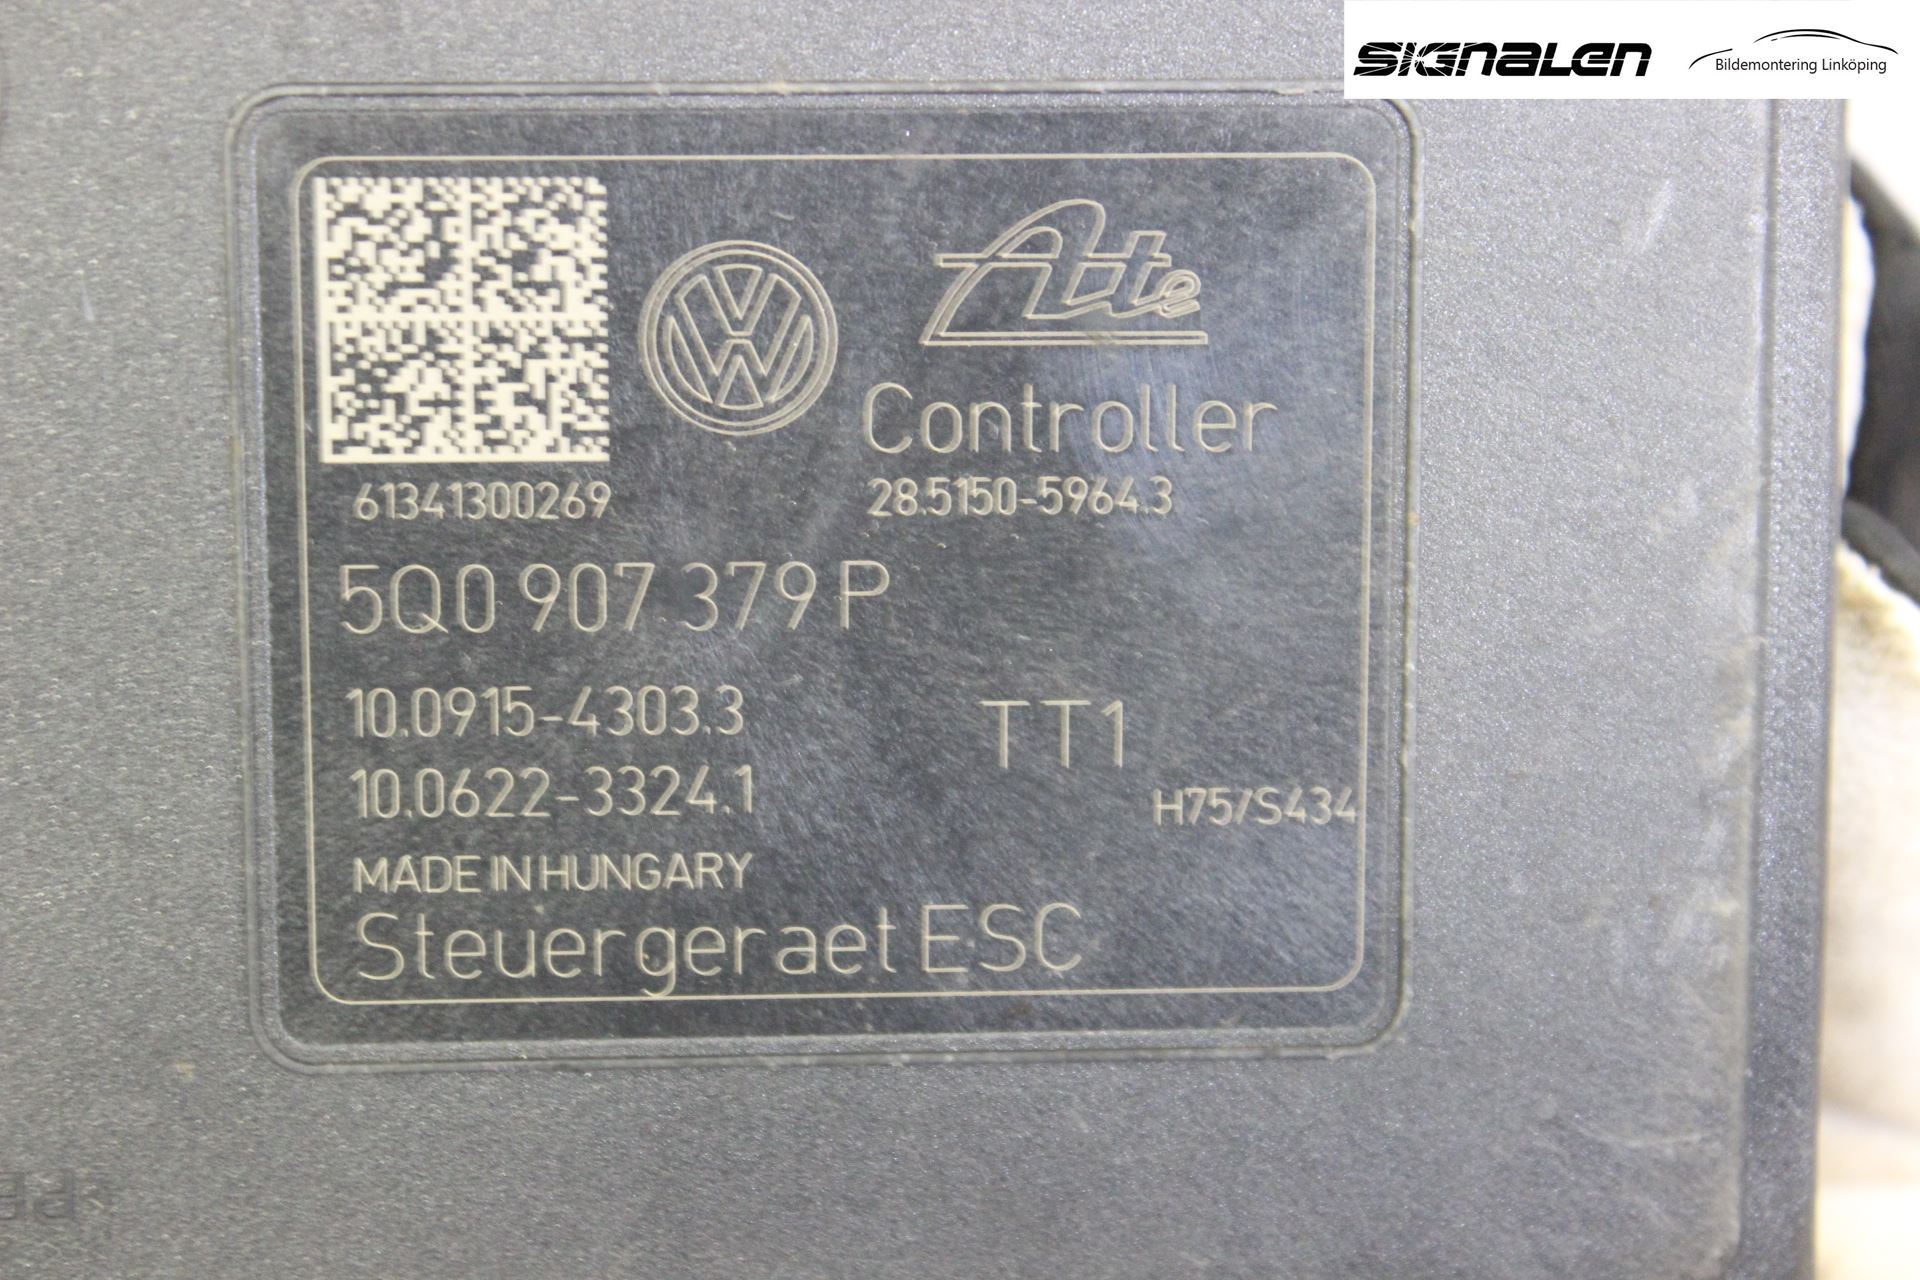 SIGNALEN
Bildemontering Linköping
Ate
Controller
61341300269
28.5150-5964.3
5Q0 907 379 P
10.0915-4303.3
TT1
10.0622-3324.1
H75/S434
MADE IN HUNGARY
Steuergeraet ESC